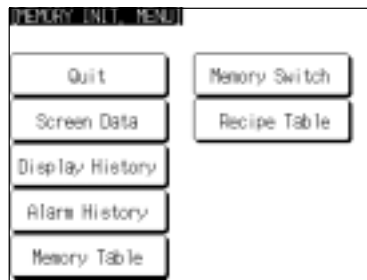 [MEMORY INIT. MENU]
Quit
Memory Switch
Screen Data
Recipe Table
Display History
Alarm History
Memory Table